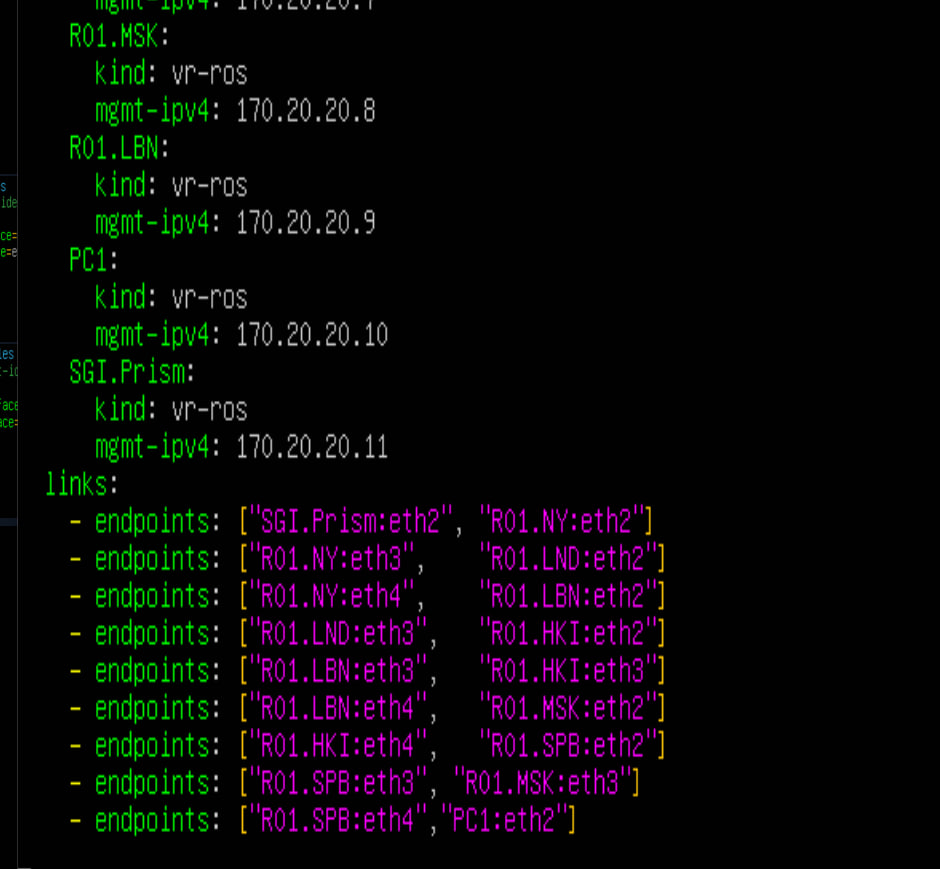 mgmt-ipv4: 170.20.20.7
R01.MSK:
kind: vr-ros
mgmt-ipv4: 170.20.20.8
R01.LBN:
kind: vr-ros
mgmt-ipv4: 170.20.20.9
PC1:
kind: vr-ros
mgmt-ipv4: 170.20.20.10
SGI.Prism:
kind: vr-ros
mgmt-ipv4: 170.20.20.11
links:
- endpoints: ["SGI.Prism:eth2", "R01.NY:eth2"]
- endpoints: ["R01.NY:eth3", "R01.LND:eth2"]
- endpoints: ["R01.NY:eth4", "R01.LBN:eth2"]
- endpoints: ["R01.LND:eth3", "R01.HKI:eth2"]
- endpoints: ["R01.LBN:eth3", "R01.HKI:eth3"]
- endpoints: ["R01.LBN:eth4", "R01.MSK:eth2"]
- endpoints: ["R01.HKI:eth4", "R01.SPB:eth2"]
- endpoints: ["R01.SPB:eth3", "R01.MSK:eth3"]
- endpoints: ["R01.SPB:eth4","PC1:eth2"]